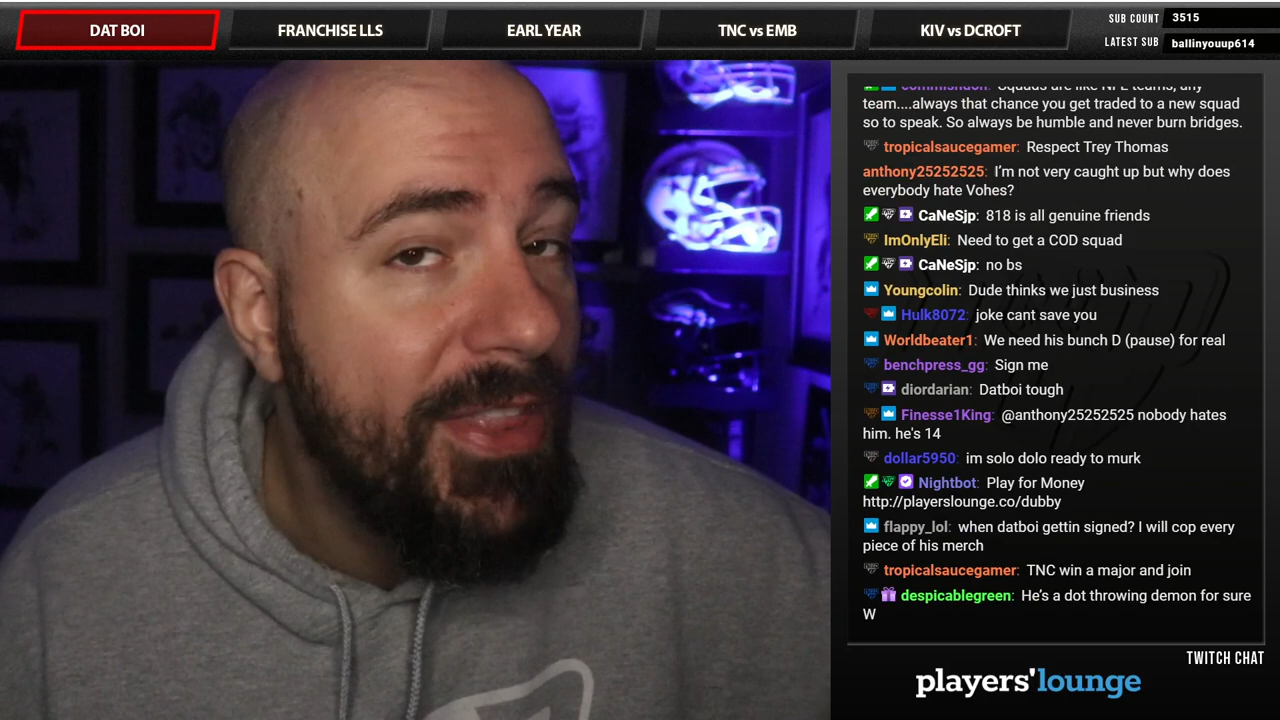 DAT BOI
FRANCHISE LLS
EARL YEAR
TNC vs EMB
KIV vs DCROFT
SUB COUNT 3515
LATEST SUB ballinyouup614
commishdon: Squads are like NFL teams, any
team....always that chance you get traded to a new squad
so to speak. So always be humble and never burn bridges.
tropicalsaucegamer: Respect Trey Thomas
anthony25252525: I'm not very caught up but why does
everybody hate Vohes?
CaNeSjp: 818 is all genuine friends
ImOnlyEli: Need to get a COD squad
CaNeSjp: no bs
Youngcolin: Dude thinks we just business
Hulk8072: joke cant save you
Worldbeater1: We need his bunch D (pause) for real
benchpress_gg: Sign me
diordarian: Datboi tough
Finesse1King: @anthony25252525 nobody hates
him. he's 14
dollar5950: im solo dolo ready to murk
Nightbot: Play for Money
http://playerslounge.co/dubby
flappy_lol: when datboi gettin signed? I will cop every
piece of his merch
tropicalsaucegamer: TNC win a major and join
despicablegreen: He's a dot throwing demon for sure
W
TWITCH CHAT
players'lounge